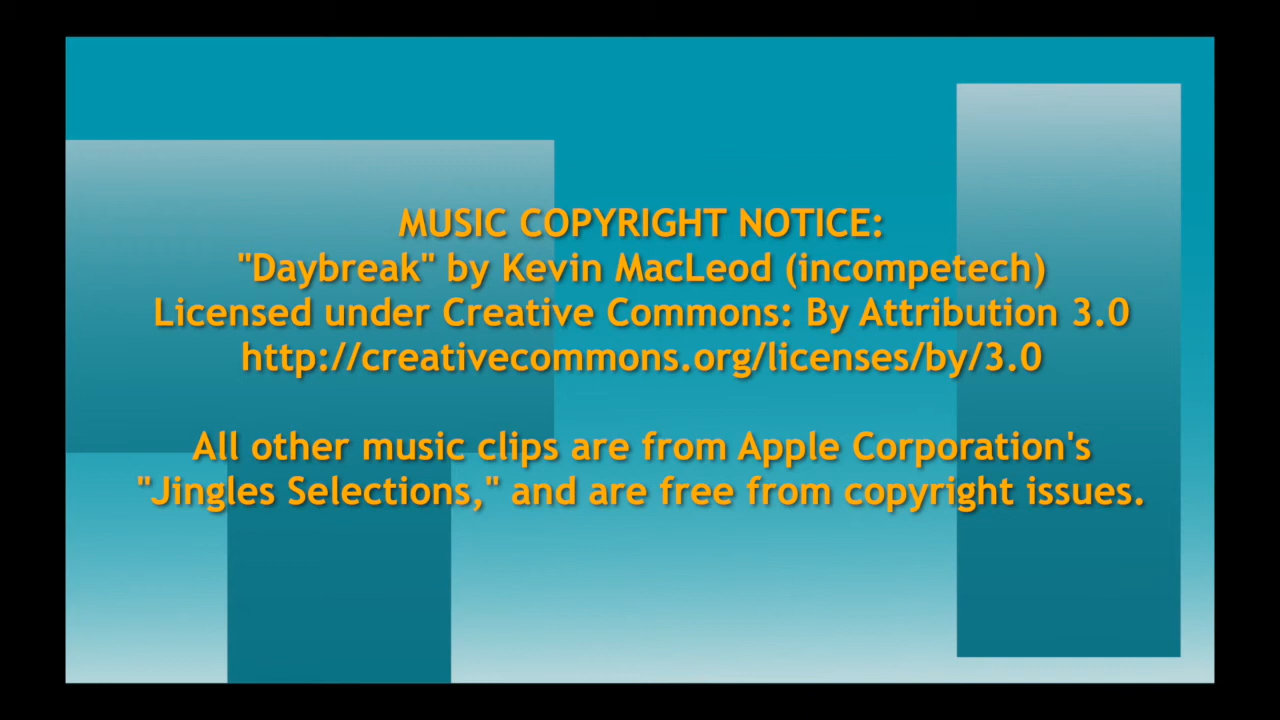 MUSIC COPYRIGHT NOTICE:
"Daybreak" by Kevin MacLeod (incompetech)
Licensed under Creative Commons: By Attribution 3.0
http://creativecommons.org/licenses/by/3.0
All other music clips are from Apple Corporation's
"Jingles Selections," and are free from copyright issues.